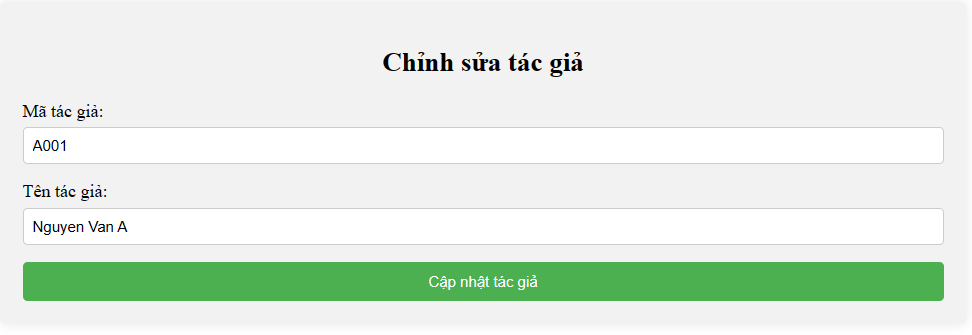 Chỉnh sửa tác giả
Mã tác giả:
A001
Tên tác giả:
Nguyen Van A
Cập nhật tác giả